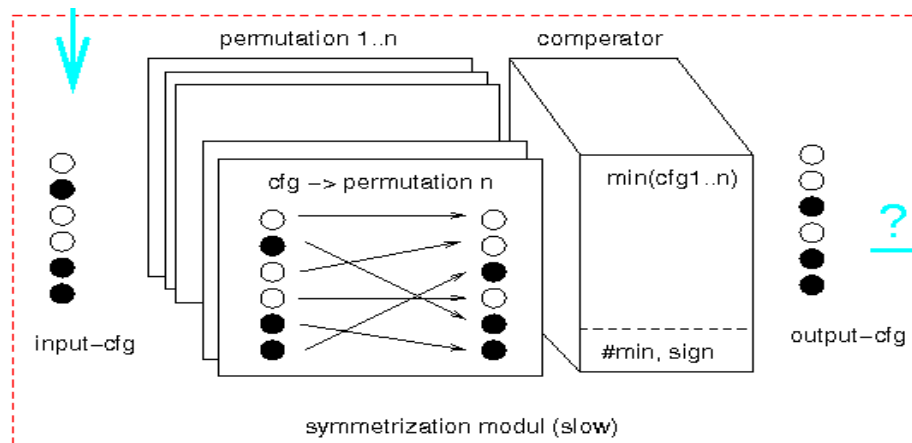 permutation 1..n
comperator
cfg -> permutation n
min(cfg1..n)
?
input-cfg
#min, sign
output-cfg
symmetrization modul (slow)